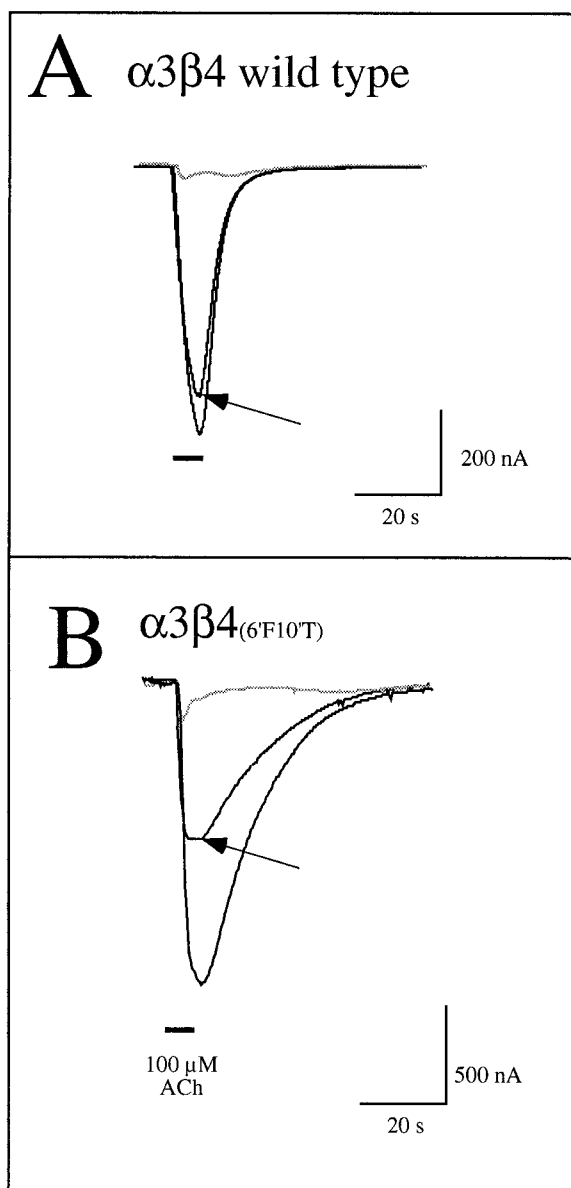 A α3β4 wild type
200 nA
20 s
B α3β4(6'F10'T)
100 µM
ACh
500 nA
20 s